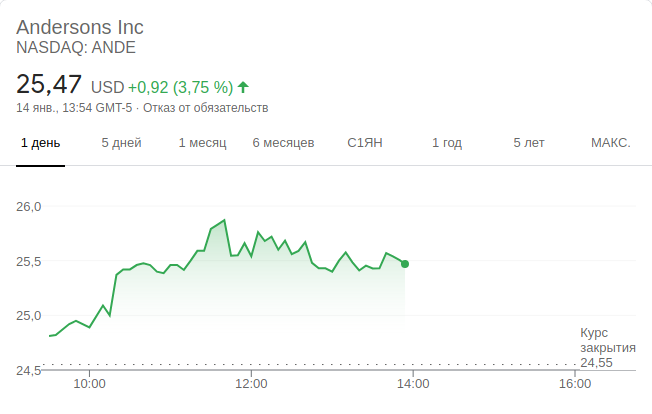 Andersons Inc
NASDAQ: ANDE
25,47 USD +0,92 (3,75 %) ↑
14 янв., 13:54 GMT-5 · Отказ от обязательств
1 день 5 дней 1 месяц 6 месяцев С1ЯН 1 год 5 лет МАКС.
26,0
25,5
25,0
Курс
закрытия
24,55
24,5
10:00 12:00 14:00 16:00